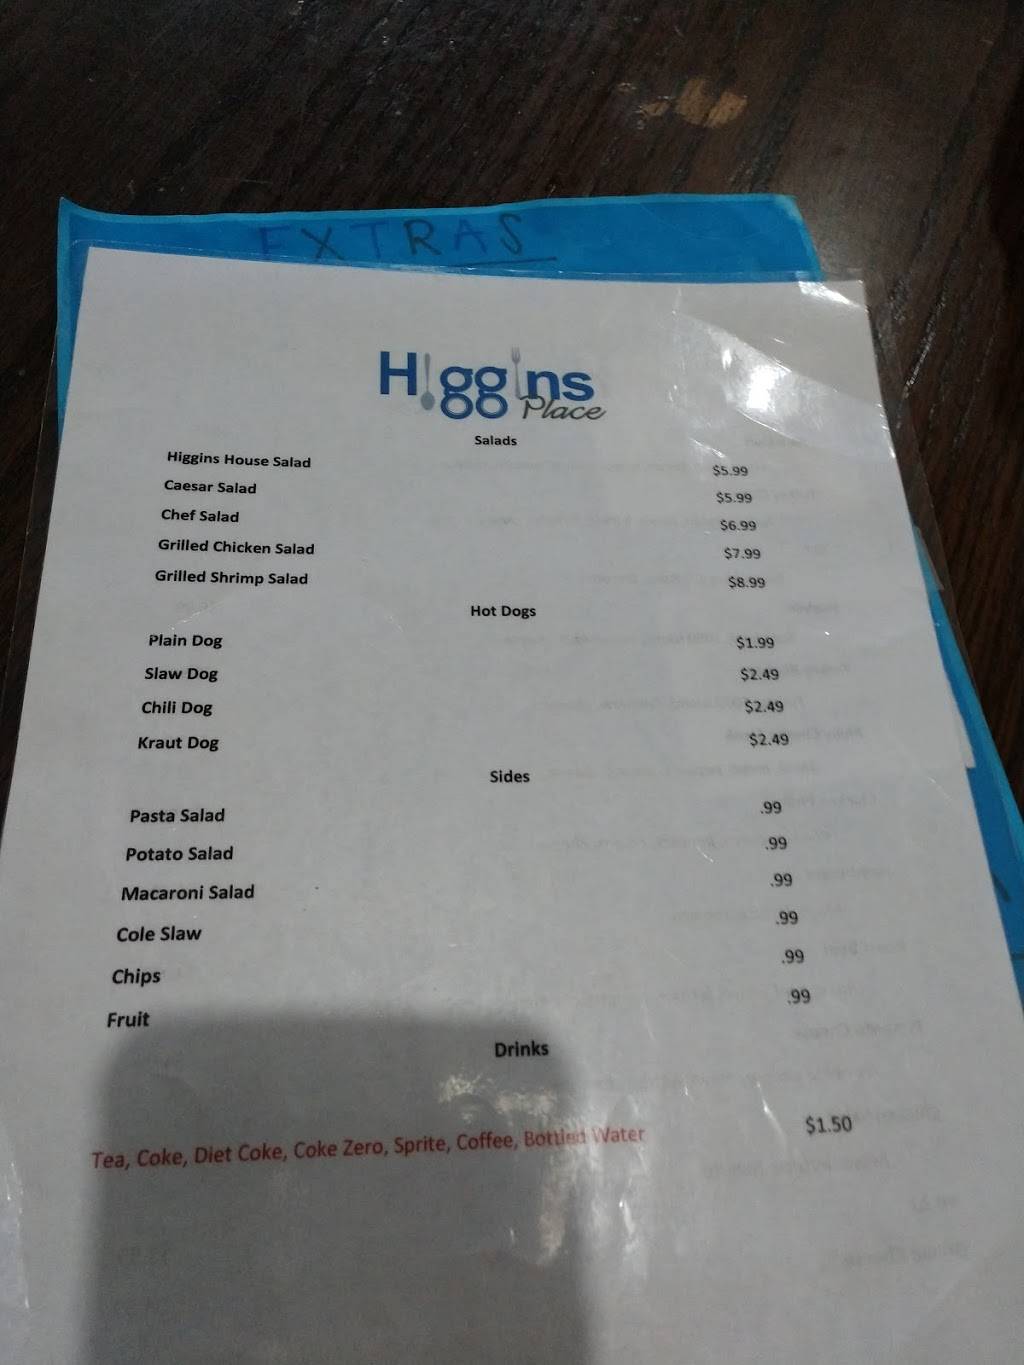 EXTRAS
Higgins
Place
Salads
Higgins House Salad $5.99
Caesar Salad $5.99
Chef Salad $6.99
Grilled Chicken Salad $7.99
Grilled Shrimp Salad $8.99
Hot Dogs
Plain Dog $1.99
Slaw Dog $2.49
Chili Dog $2.49
Kraut Dog $2.49
Sides
Pasta Salad .99
Potato Salad .99
Macaroni Salad .99
Cole Slaw .99
Chips .99
Fruit .99
Drinks
Tea, Coke, Diet Coke, Coke Zero, Sprite, Coffee, Bottled Water $1.50